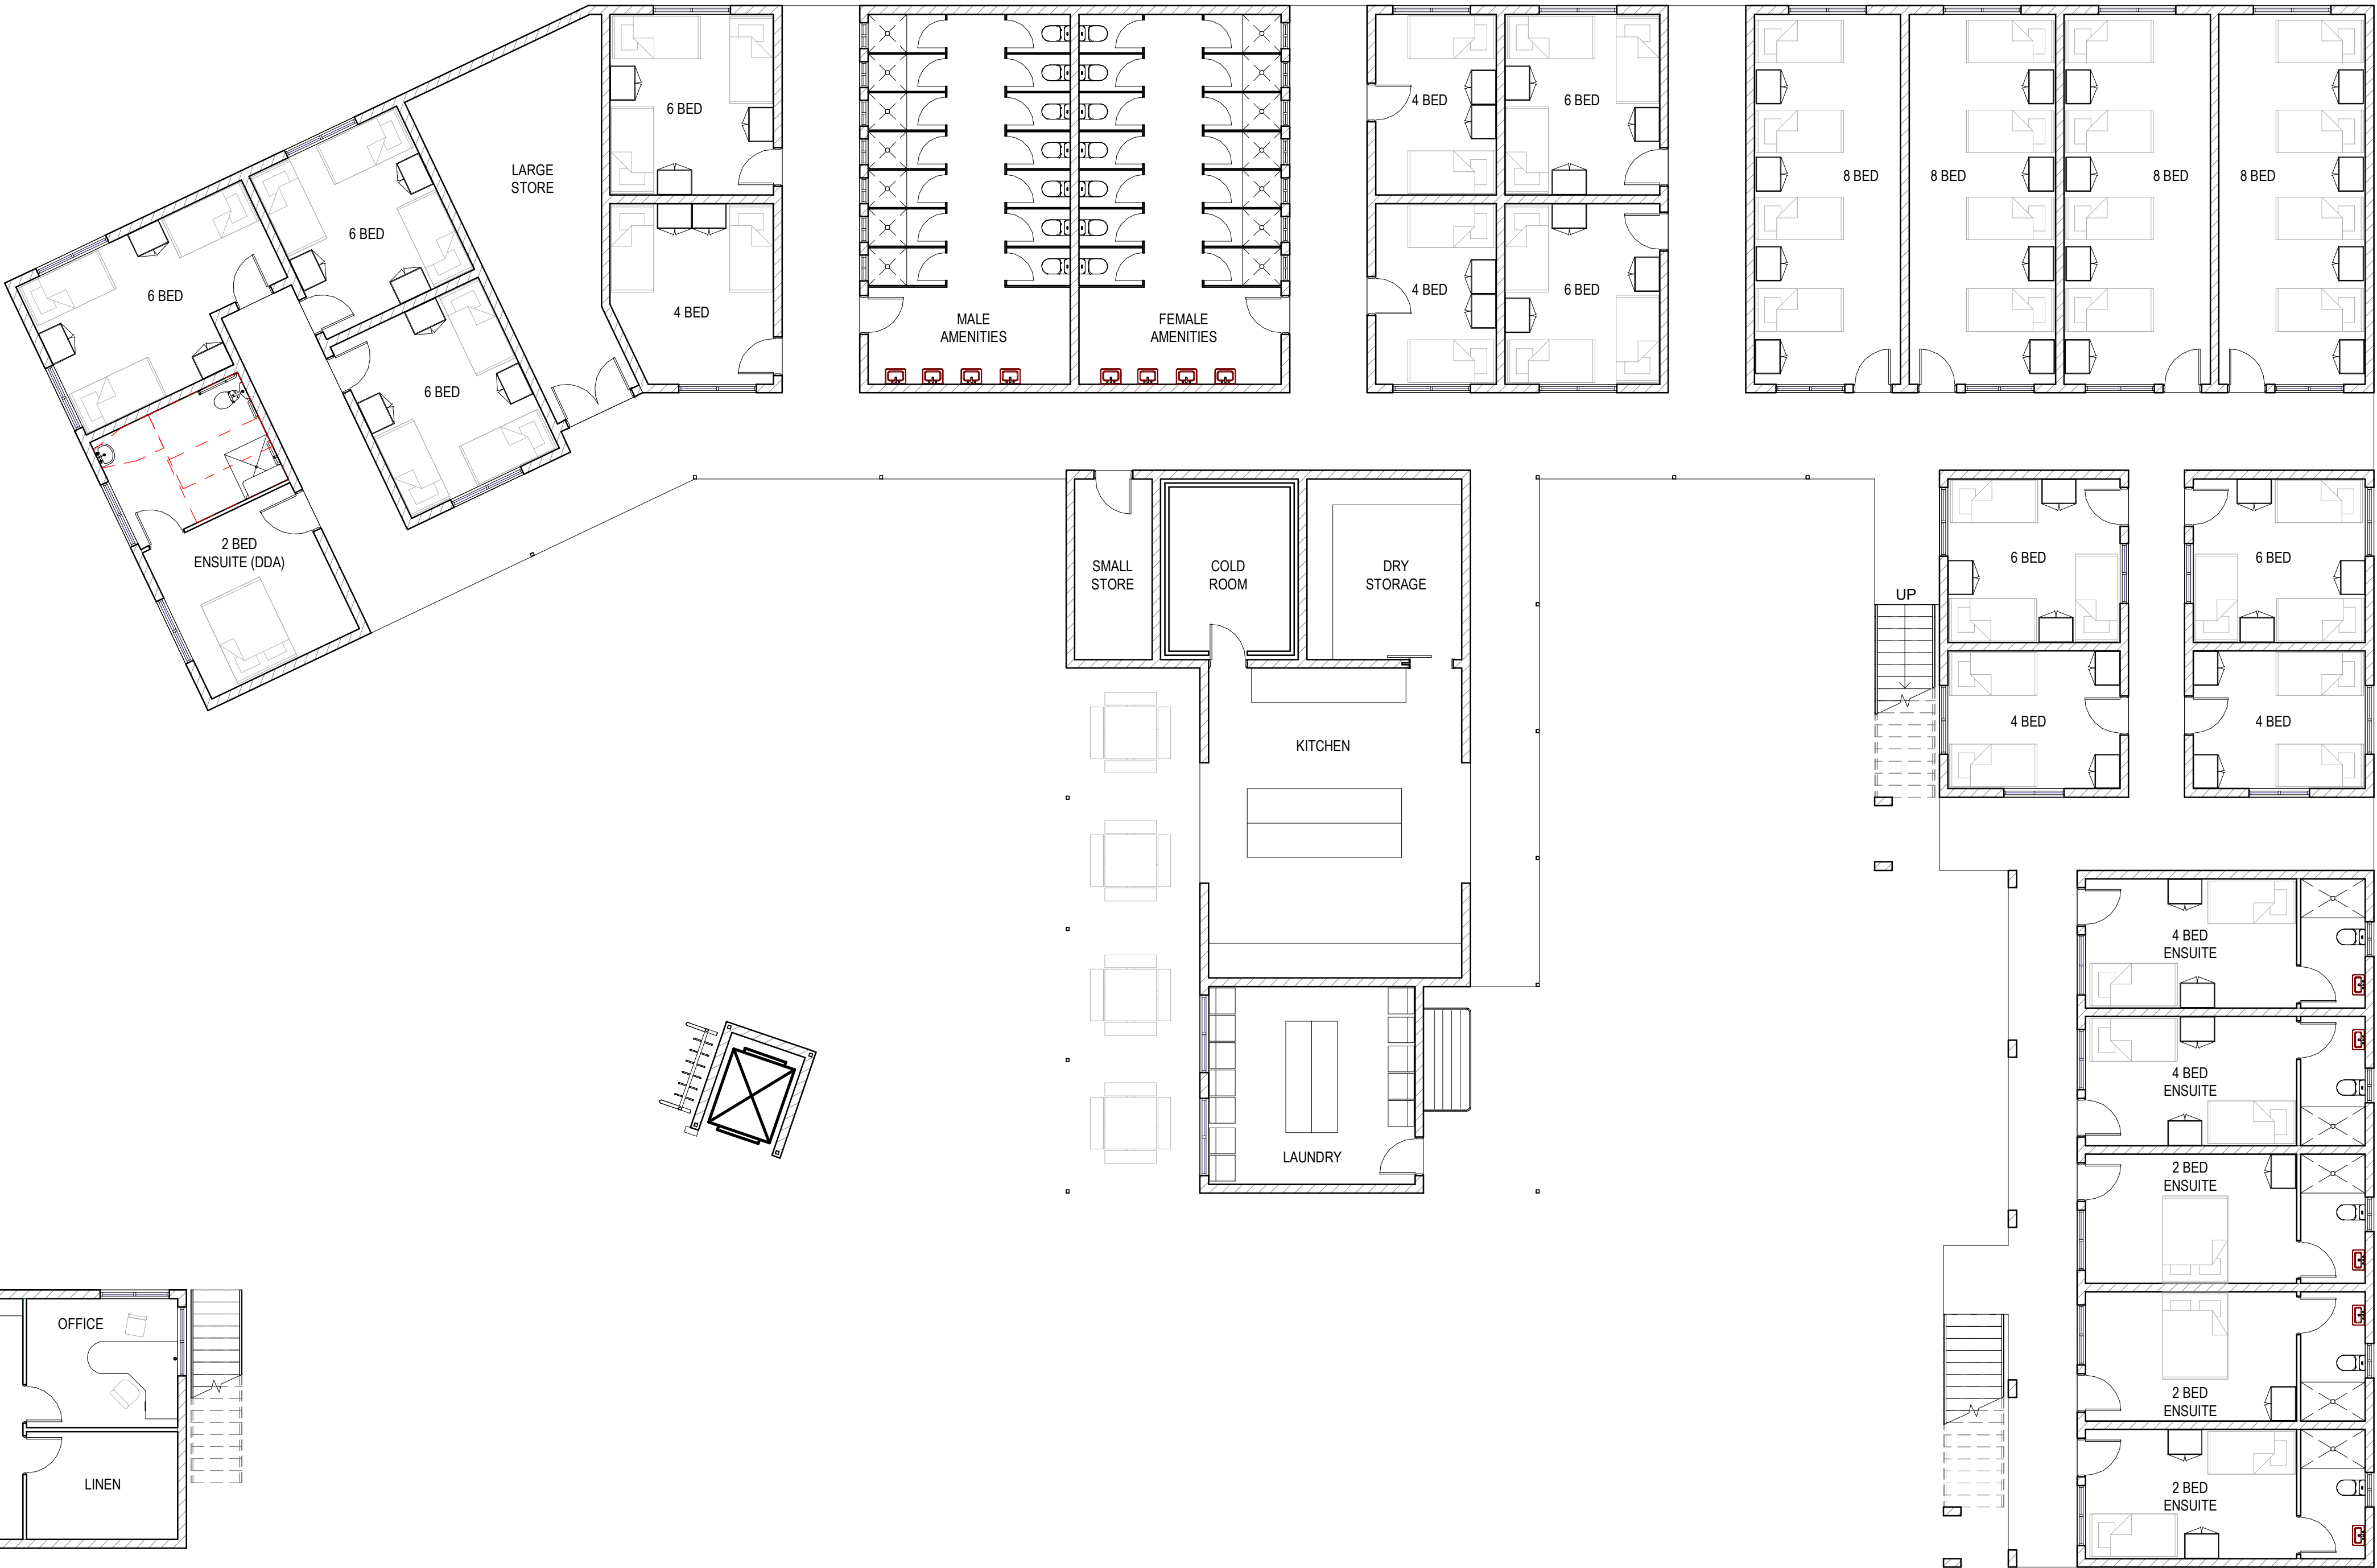 6 BED
4 BED
6 BED
8 BED
8 BED
8 BED
8 BED
LARGE
STORE
6 BED
6 BED
4 BED
MALE
AMENITIES
FEMALE
AMENITIES
4 BED
6 BED
6 BED
2 BED
ENSUITE (DDA)
SMALL
STORE
COLD
ROOM
DRY
STORAGE
6 BED
6 BED
UP
4 BED
4 BED
KITCHEN
4 BED
ENSUITE
4 BED
ENSUITE
LAUNDRY
2 BED
ENSUITE
OFFICE
2 BED
ENSUITE
LINEN
2 BED
ENSUITE